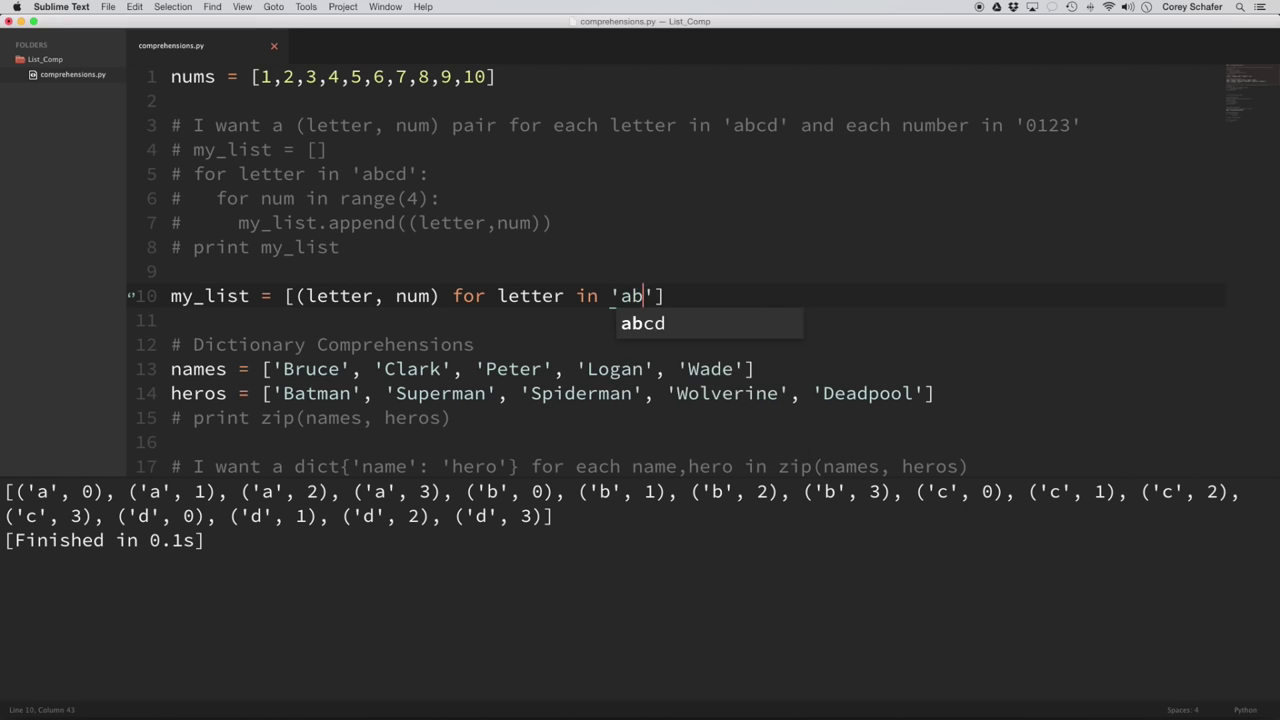 Sublime Text File Edit Selection Find View Goto Tools Project Window Help Corey Schafer
comprehensions.py — List_Comp
FOLDERS
List_Comp
comprehensions.py
comprehensions.py
1 nums = [1,2,3,4,5,6,7,8,9,10]
2
3 # I want a (letter, num) pair for each letter in 'abcd' and each number in '0123'
4 # my_list = []
5 # for letter in 'abcd':
6 #   for num in range(4):
7 #     my_list.append((letter,num))
8 # print my_list
9
10 my_list = [(letter, num) for letter in 'ab']
abcd
11
12 # Dictionary Comprehensions
13 names = ['Bruce', 'Clark', 'Peter', 'Logan', 'Wade']
14 heros = ['Batman', 'Superman', 'Spiderman', 'Wolverine', 'Deadpool']
15 # print zip(names, heros)
16
17 # I want a dict{'name': 'hero'} for each name,hero in zip(names, heros)
[('a', 0), ('a', 1), ('a', 2), ('a', 3), ('b', 0), ('b', 1), ('b', 2), ('b', 3), ('c', 0), ('c', 1), ('c', 2),
('c', 3), ('d', 0), ('d', 1), ('d', 2), ('d', 3)]
[Finished in 0.1s]
Line 10, Column 43 Spaces: 4 Python